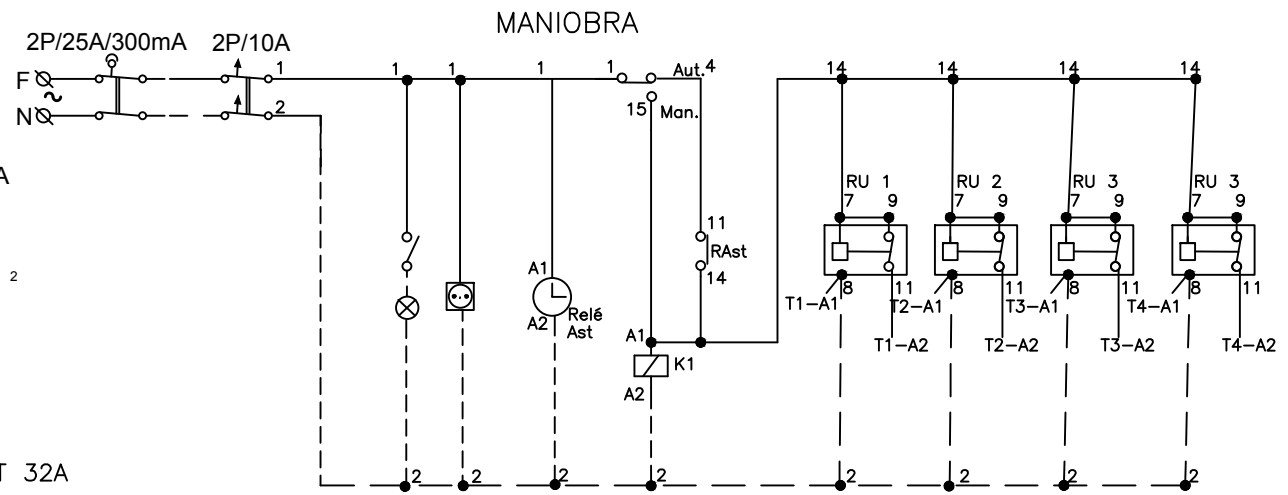 MANIOBRA
2P/25A/300mA 2P/10A
F 1 1 1 1 1 Aut. 4 14 14 14 14
~
N 2 15 Man.
A
RU 1 RU 2 RU 3 RU 3
7 9 7 9 7 9 7 9
11
RAst
14
2
A1
A2 Relé
Ast
8 11 8 11 8 11 8 11
T1-A1 T2-A1 T3-A1 T4-A1
T1-A2 T2-A2 T3-A2 T4-A2
A1
K1
A2
T 32A
2 2 2 2 2 2 2 2